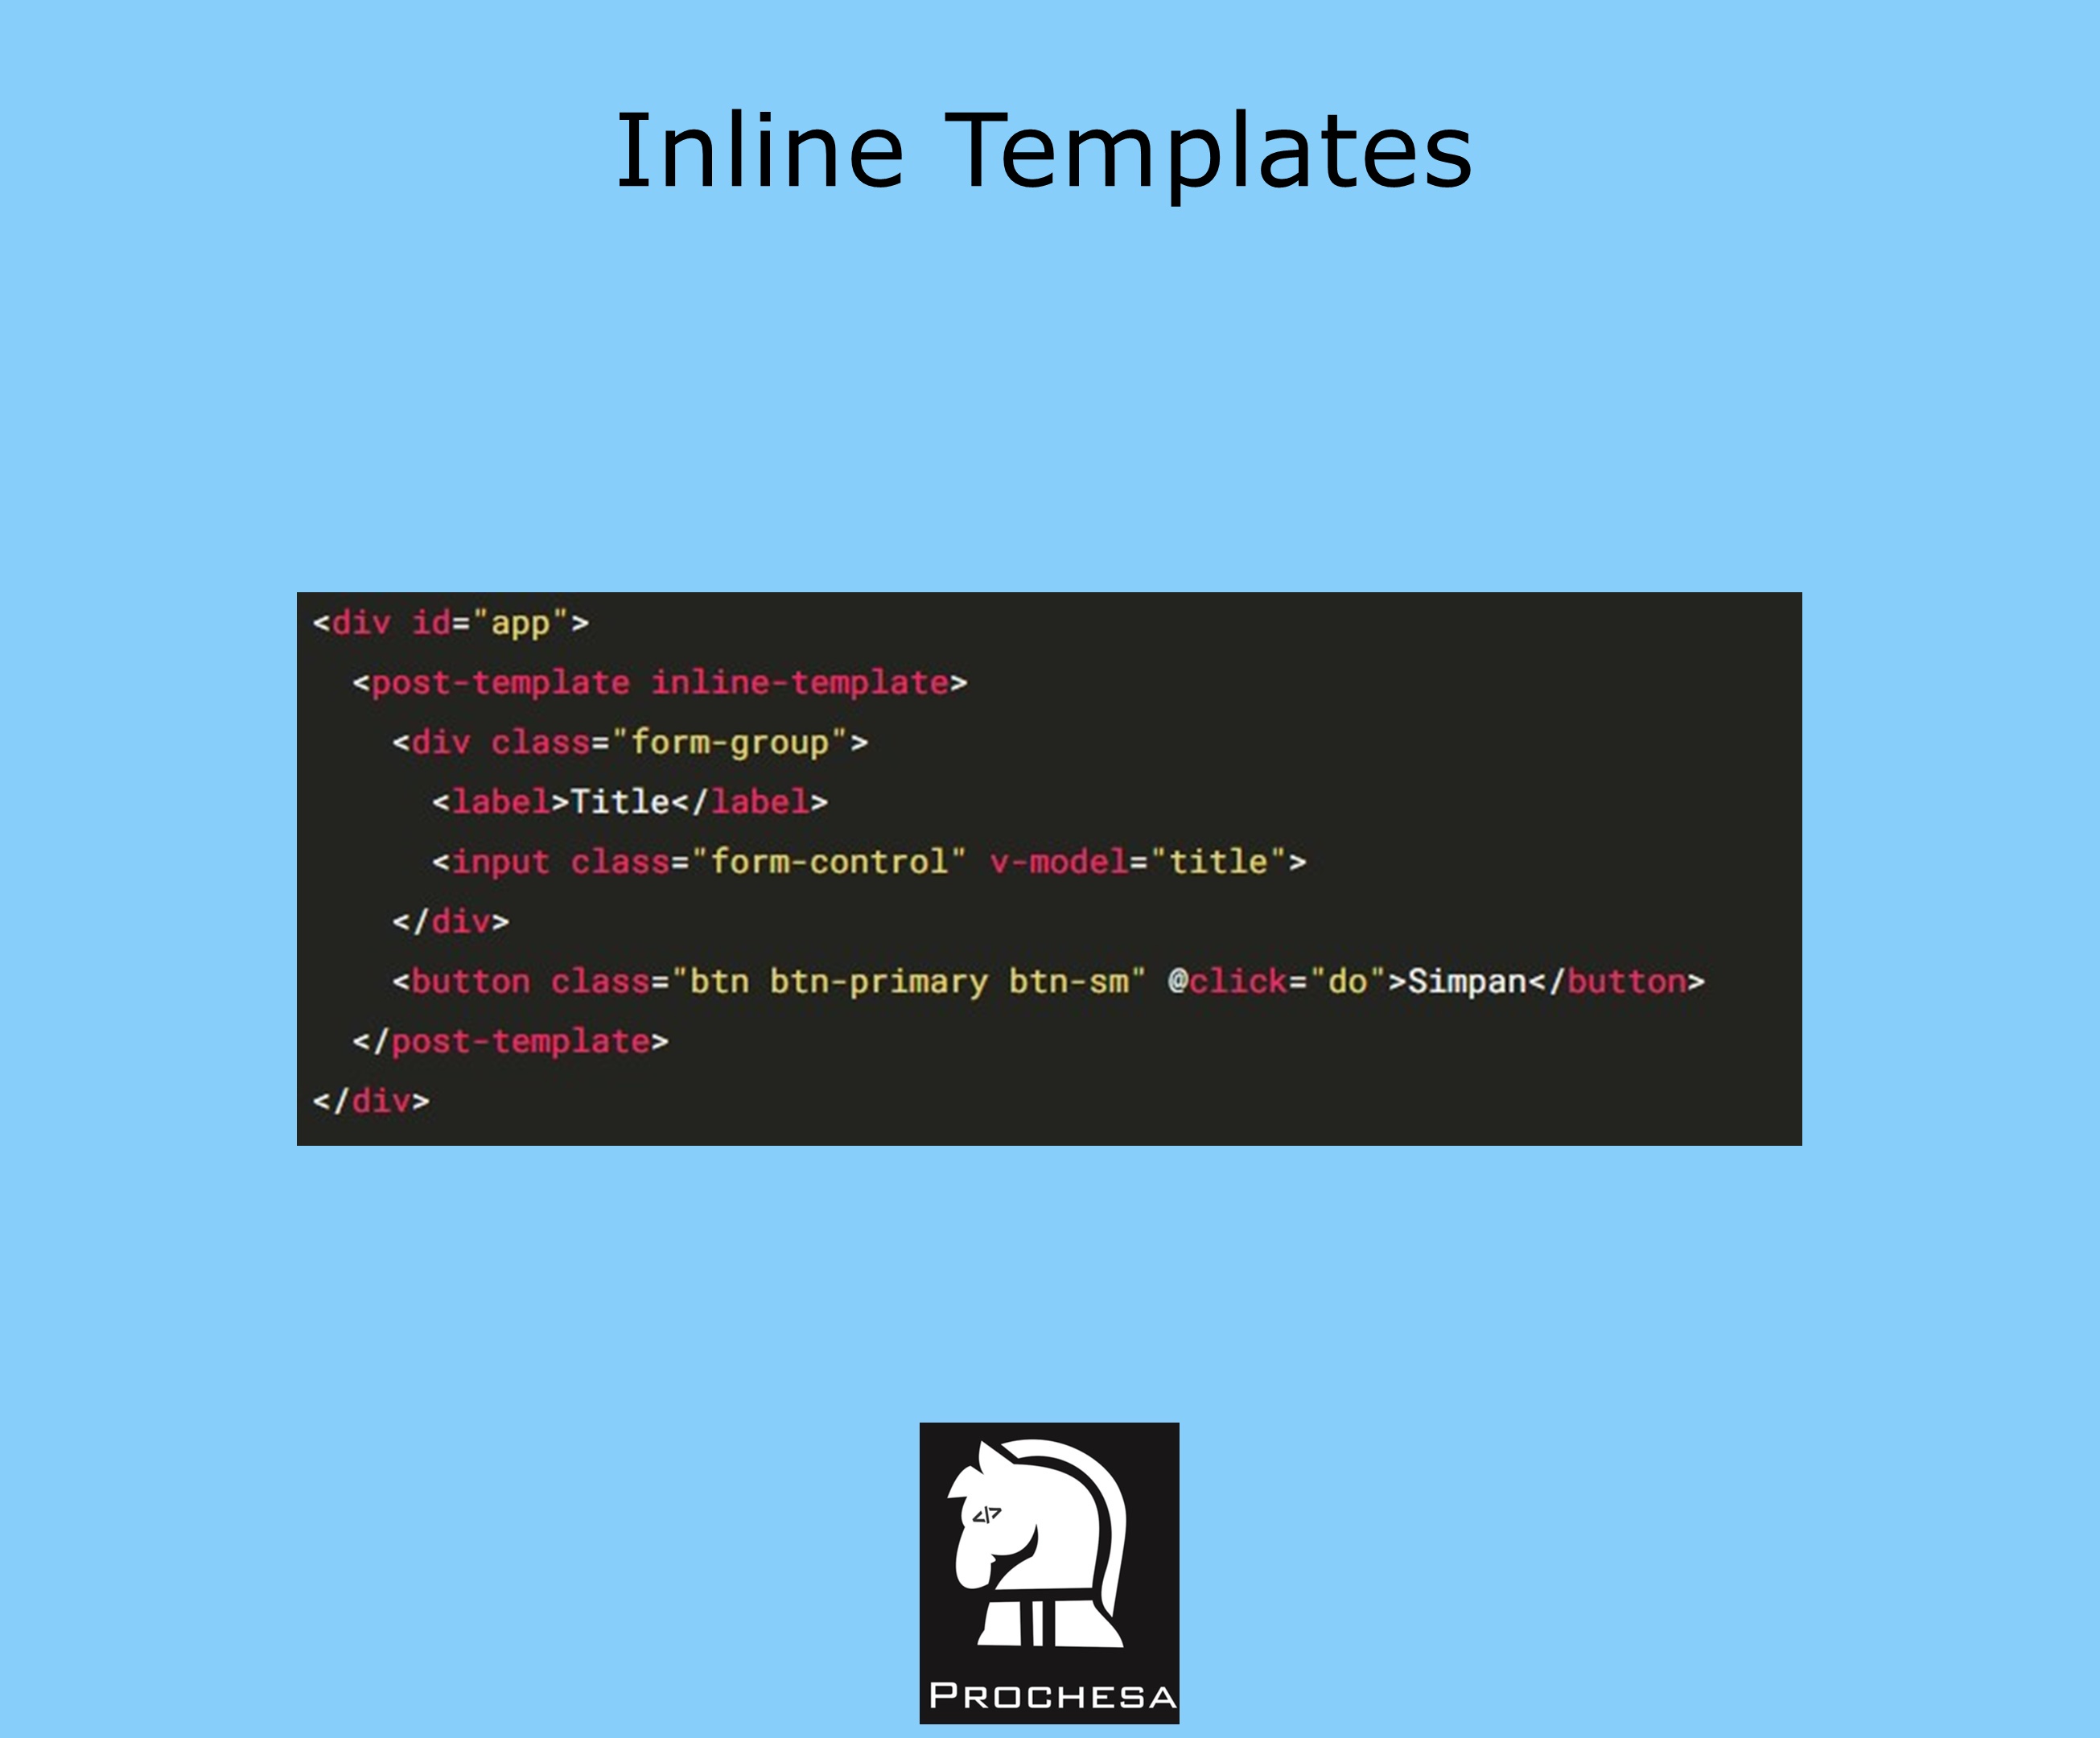 Inline Templates
<div id="app">
<post-template inline-template>
<div class="form-group">
<label>Title</label>
<input class="form-control" v-model="title">
</div>
<button class="btn btn-primary btn-sm" @click="do">Simpan</button>
</post-template>
</div>
</>
PROCHESA